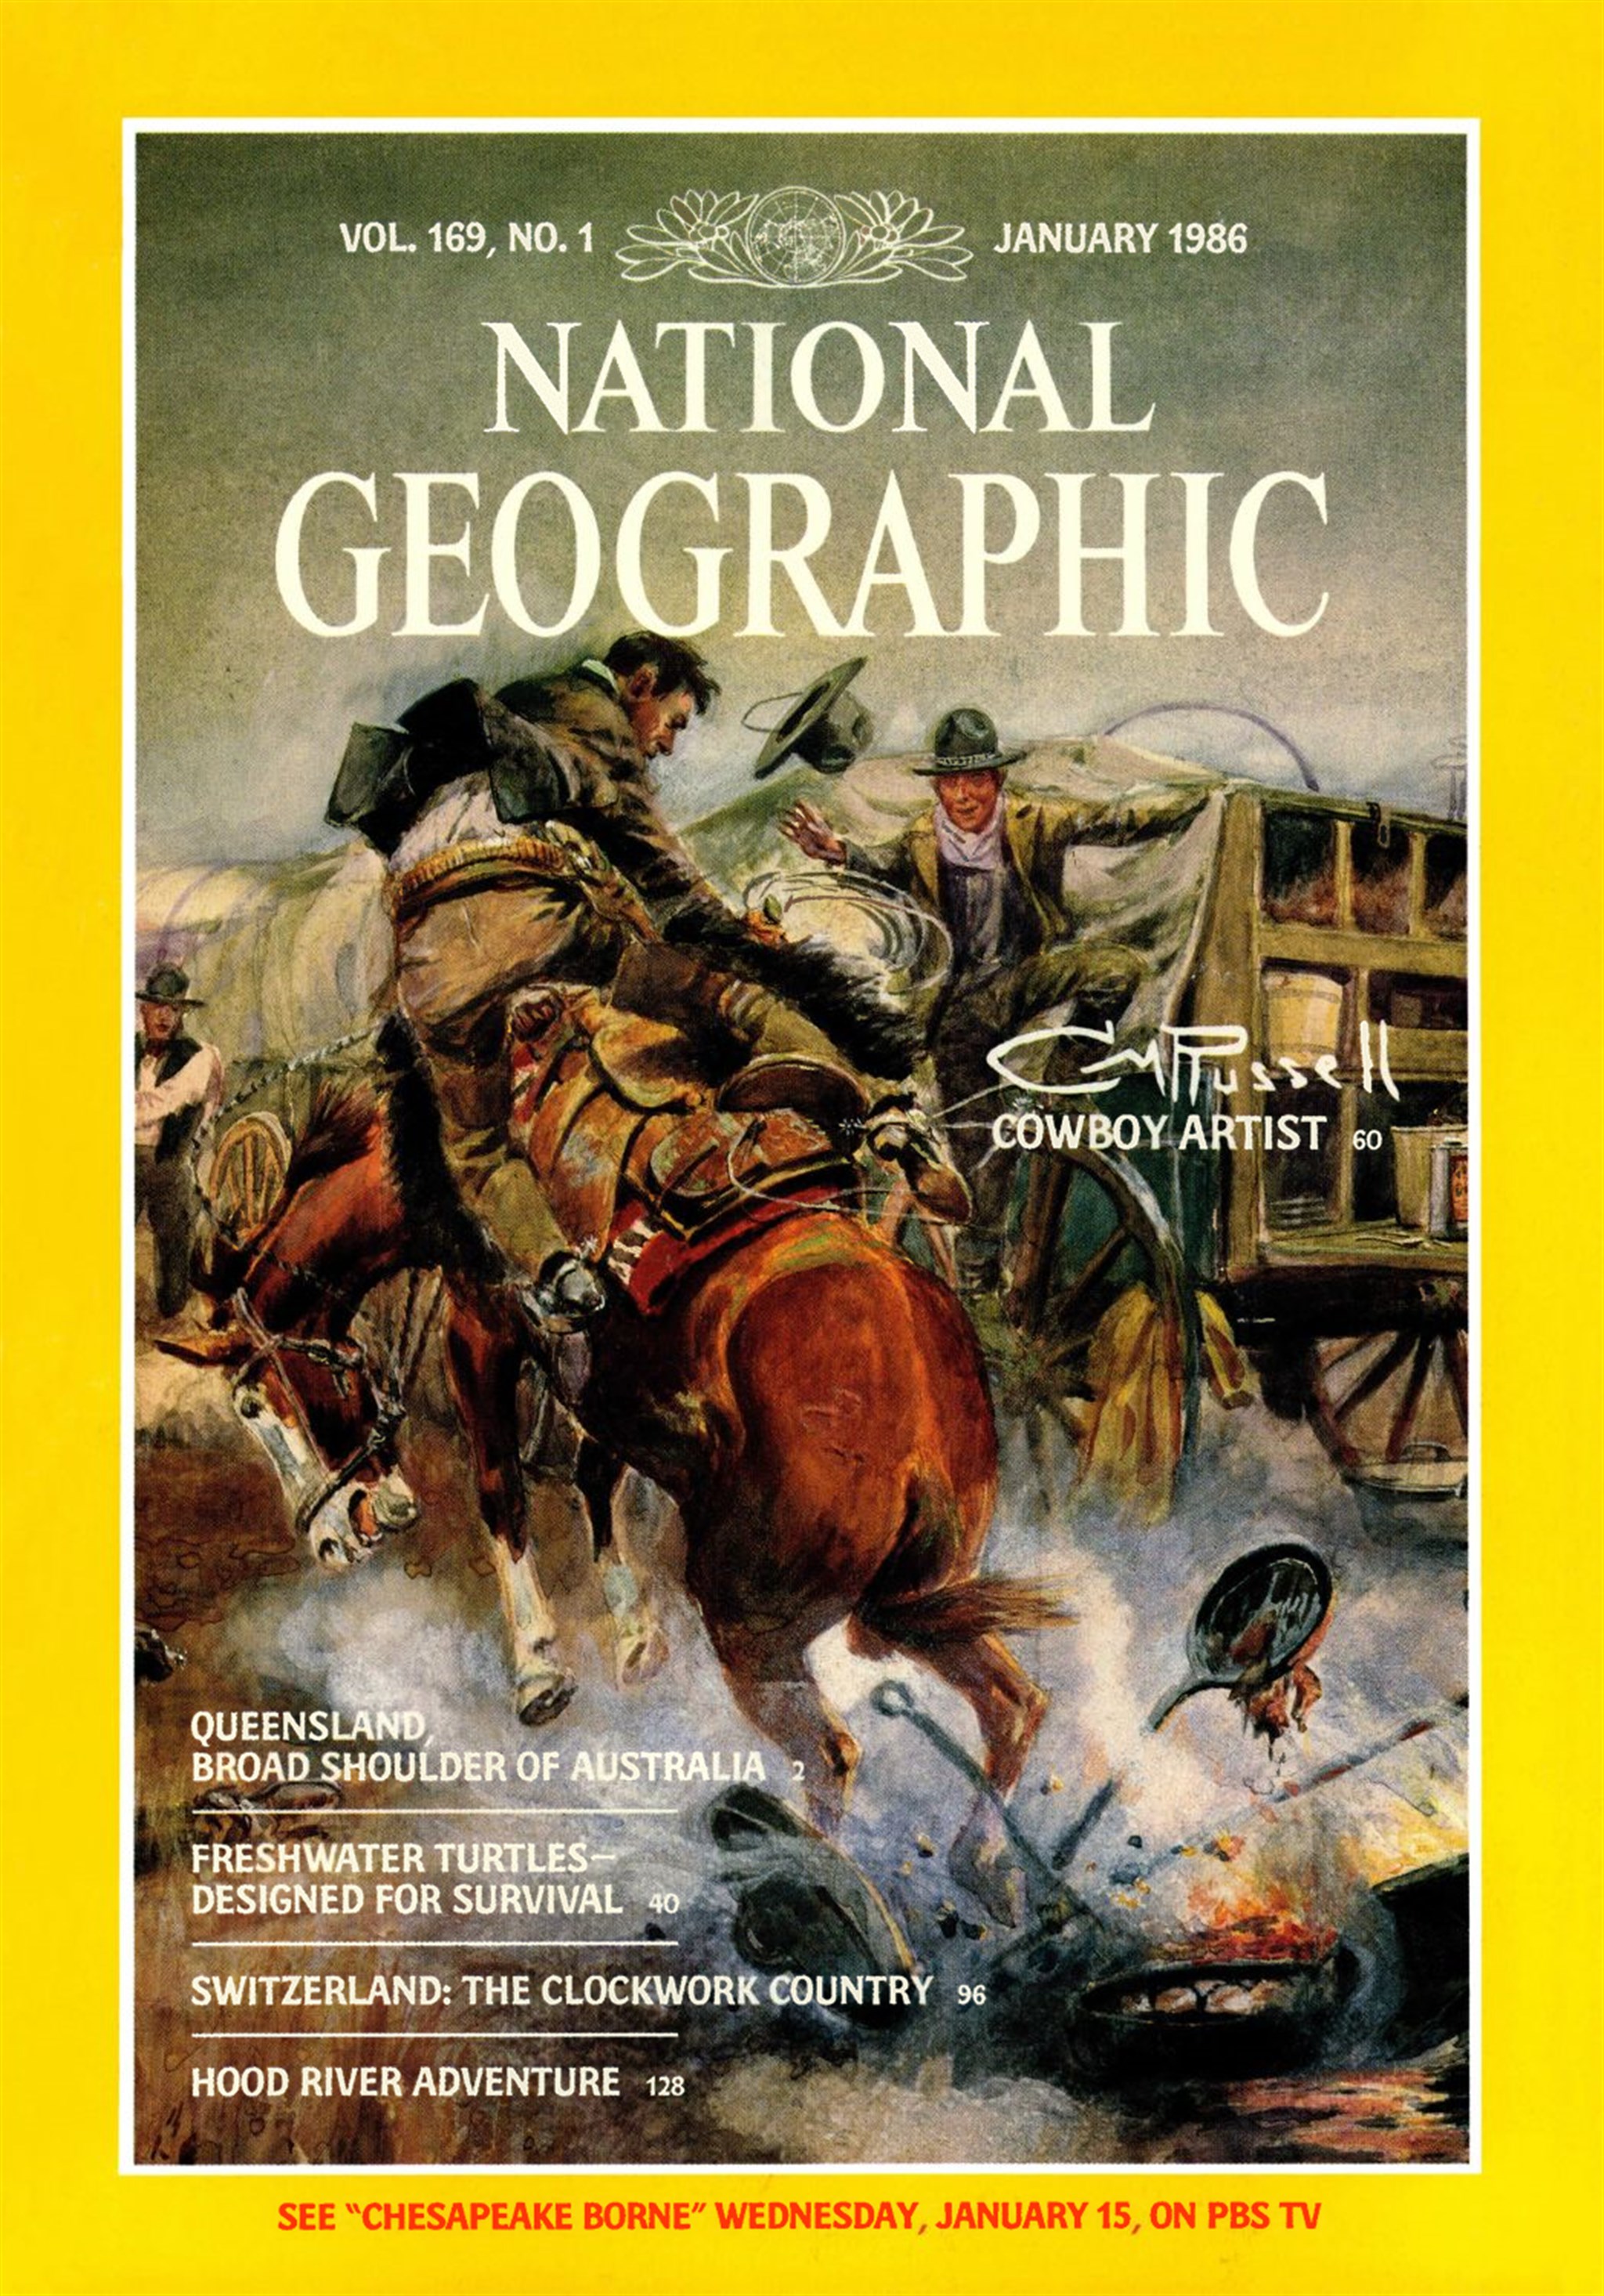 VOL. 169, NO. 1 JANUARY 1986
NATIONAL
GEOGRAPHIC
CMRussell
COWBOY ARTIST 60
QUEENSLAND,
BROAD SHOULDER OF AUSTRALIA 2
FRESHWATER TURTLES–
DESIGNED FOR SURVIVAL 40
SWITZERLAND: THE CLOCKWORK COUNTRY 96
HOOD RIVER ADVENTURE 128
SEE "CHESAPEAKE BORNE" WEDNESDAY, JANUARY 15, ON PBS TV